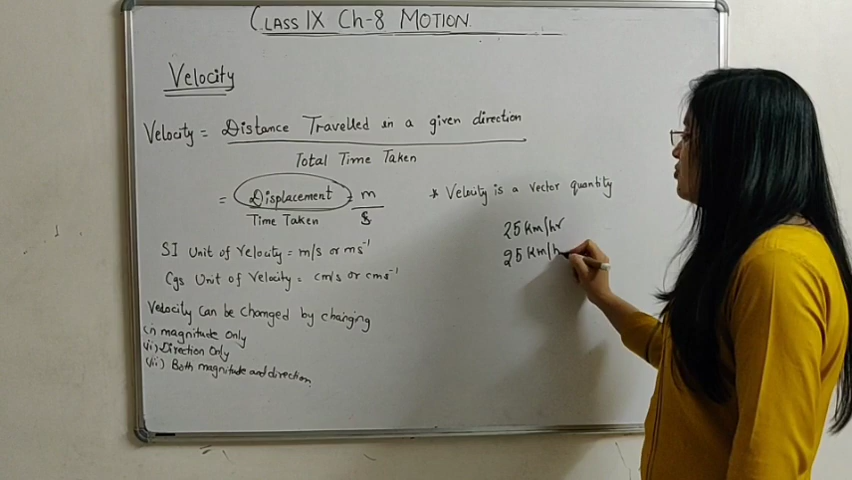 CLASS IX Ch-8 MOTION.
Velocity
Velocity = Distance Travelled in a given direction
Total Time Taken
= Displacement = m
Time Taken s
* Velocity is a vector quantity
25 km/hr
25 km/h
SI Unit of Velocity = m/s or ms⁻¹
Cgs Unit of Velocity = cm/s or cms⁻¹
Velocity Can be Changed by changing
(i) magnitude Only
(ii) Direction Only
(iii) Both magnitude and direction